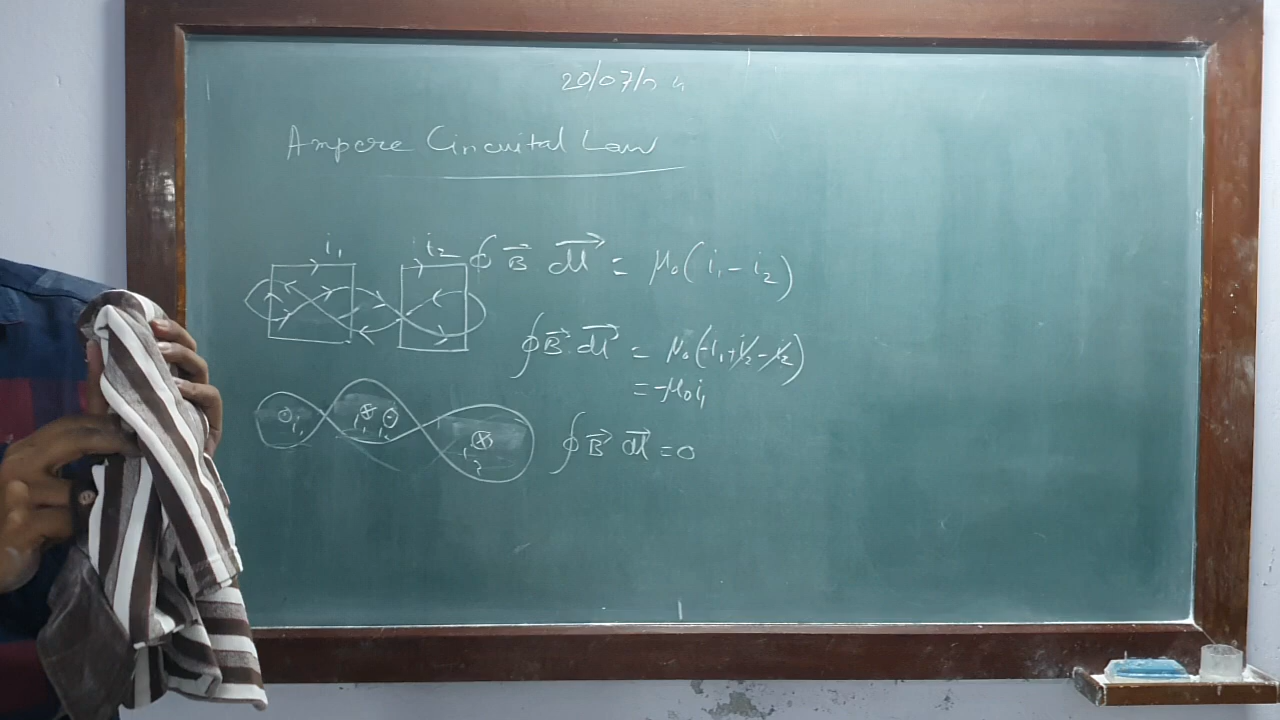 20/07/24
Ampere Circuital Law
i₁ i₂ ∮ B⃗ dl⃗ = μ₀(i₁ - i₂)
∮ B⃗. dl⃗ = μ₀(-i₁ + i₂ - i₂)
= -μ₀i₁
∮ B⃗ dl⃗ = 0